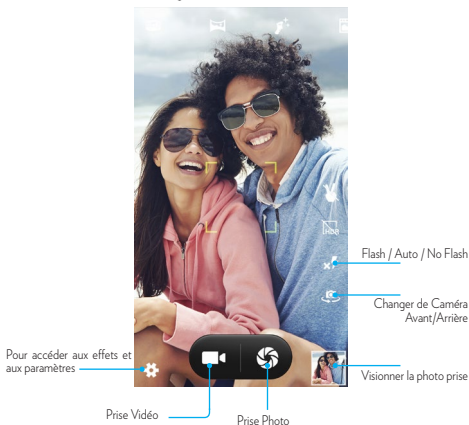 HDR
Flash / Auto / No Flash
Changer de Caméra
Avant/Arrière
Pour accéder aux effets et
aux paramètres
Visionner la photo prise
Prise Vidéo
Prise Photo